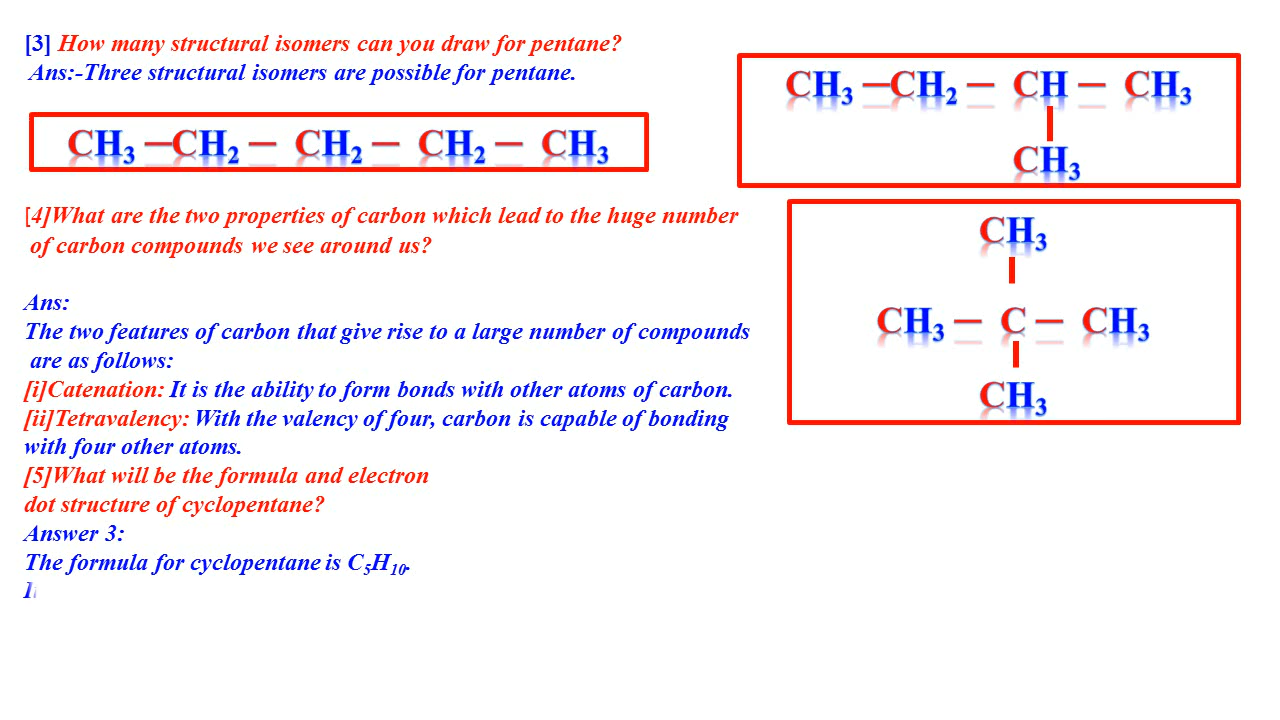 [3] How many structural isomers can you draw for pentane?
Ans:-Three structural isomers are possible for pentane.
CH₃ —CH₂ — CH₂ — CH₂ — CH₃
CH₃ —CH₂ — CH — CH₃
CH₃
[4]What are the two properties of carbon which lead to the huge number
of carbon compounds we see around us?
CH₃
CH₃ — C — CH₃
CH₃
Ans:
The two features of carbon that give rise to a large number of compounds
are as follows:
[i]Catenation: It is the ability to form bonds with other atoms of carbon.
[ii]Tetravalency: With the valency of four, carbon is capable of bonding
with four other atoms.
[5]What will be the formula and electron
dot structure of cyclopentane?
Answer 3:
The formula for cyclopentane is C₅H₁₀.